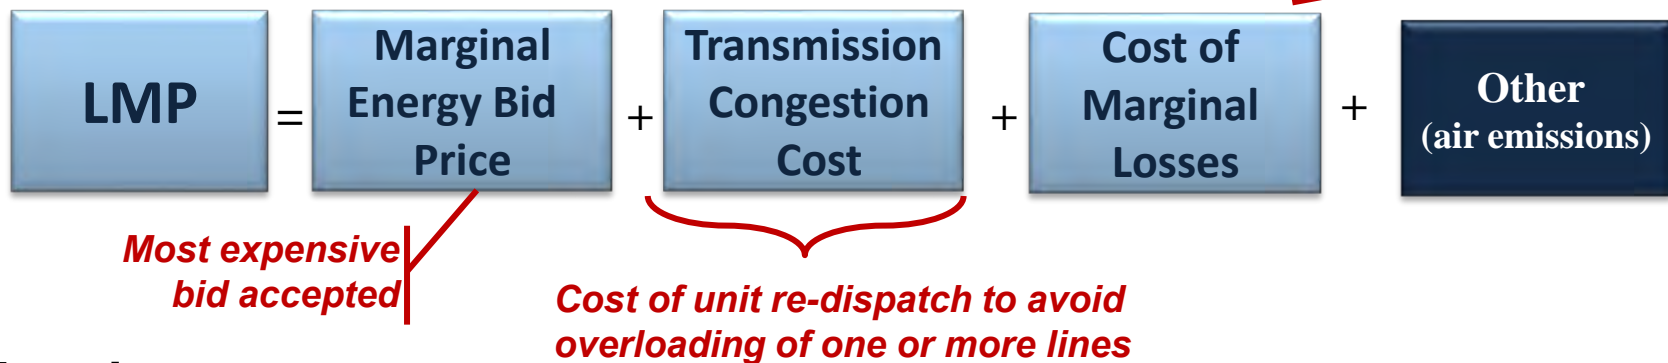 LMP
=
Marginal
Energy Bid
Price
+
Transmission
Congestion
Cost
+
Cost of
Marginal
Losses
+
Other
(air emissions)
Most expensive
bid accepted
Cost of unit re-dispatch to avoid
overloading of one or more lines